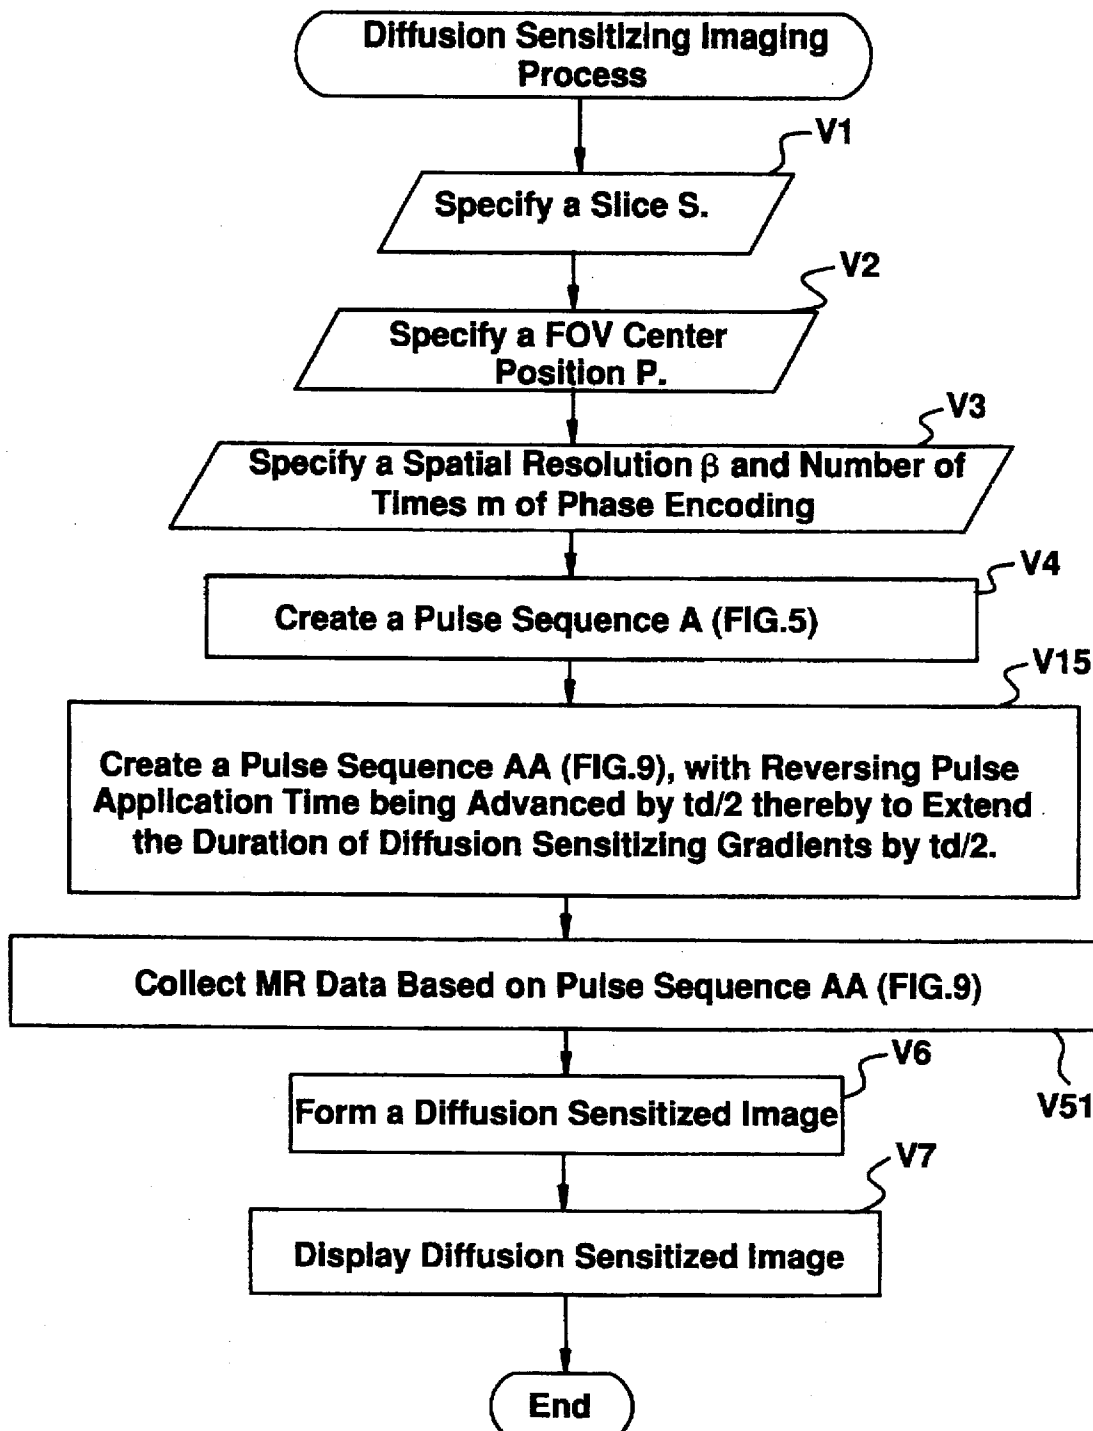 Diffusion Sensitizing Imaging
Process
V1
Specify a Slice S.
V2
Specify a FOV Center
Position P.
V3
Specify a Spatial Resolution β and Number of
Times m of Phase Encoding
V4
Create a Pulse Sequence A (FIG.5)
V15
Create a Pulse Sequence AA (FIG.9), with Reversing Pulse
Application Time being Advanced by td/2 thereby to Extend
the Duration of Diffusion Sensitizing Gradients by td/2.
Collect MR Data Based on Pulse Sequence AA (FIG.9)
V51
V6
Form a Diffusion Sensitized Image
V7
Display Diffusion Sensitized Image
End